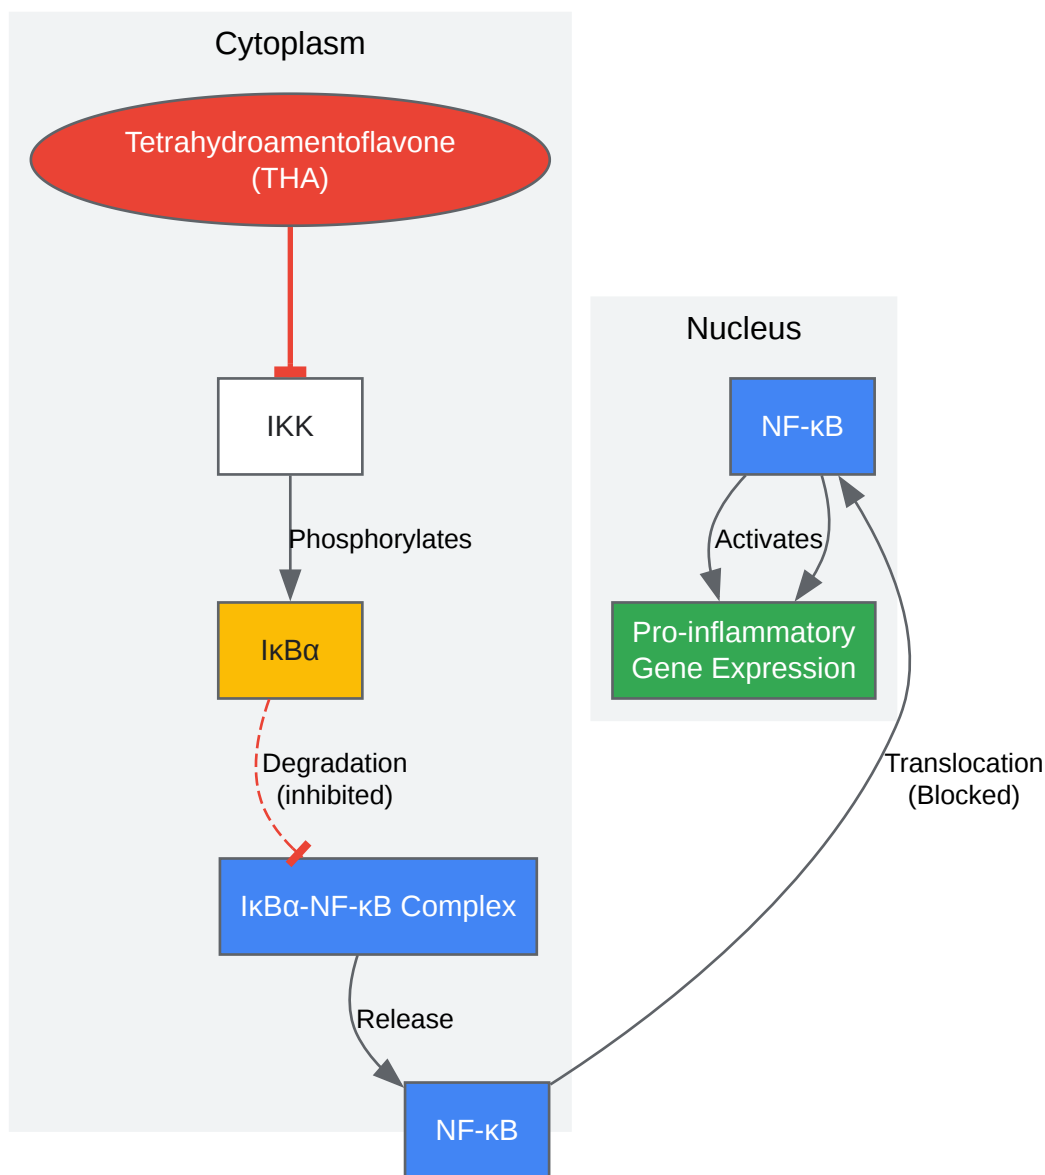 Cytoplasm
Tetrahydroamentoflavone
(THA)
IKK
Phosphorylates
IκBα
Degradation
(inhibited)
IκBα-NF-κB Complex
Release
NF-κB
Nucleus
NF-κB
Activates
Pro-inflammatory
Gene Expression
Translocation
(Blocked)